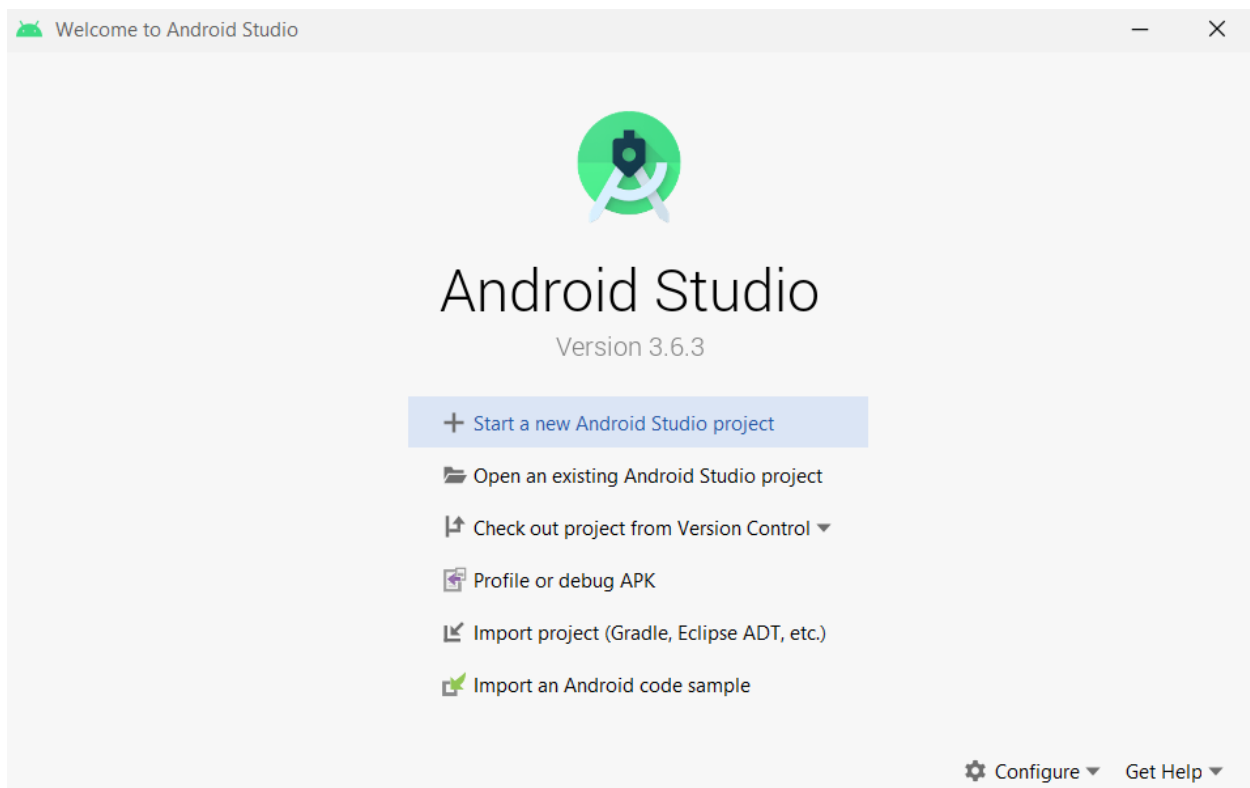 Welcome to Android Studio
Android Studio
Version 3.6.3
Start a new Android Studio project
Open an existing Android Studio project
Check out project from Version Control
Profile or debug APK
Import project (Gradle, Eclipse ADT, etc.)
Import an Android code sample
Configure Get Help